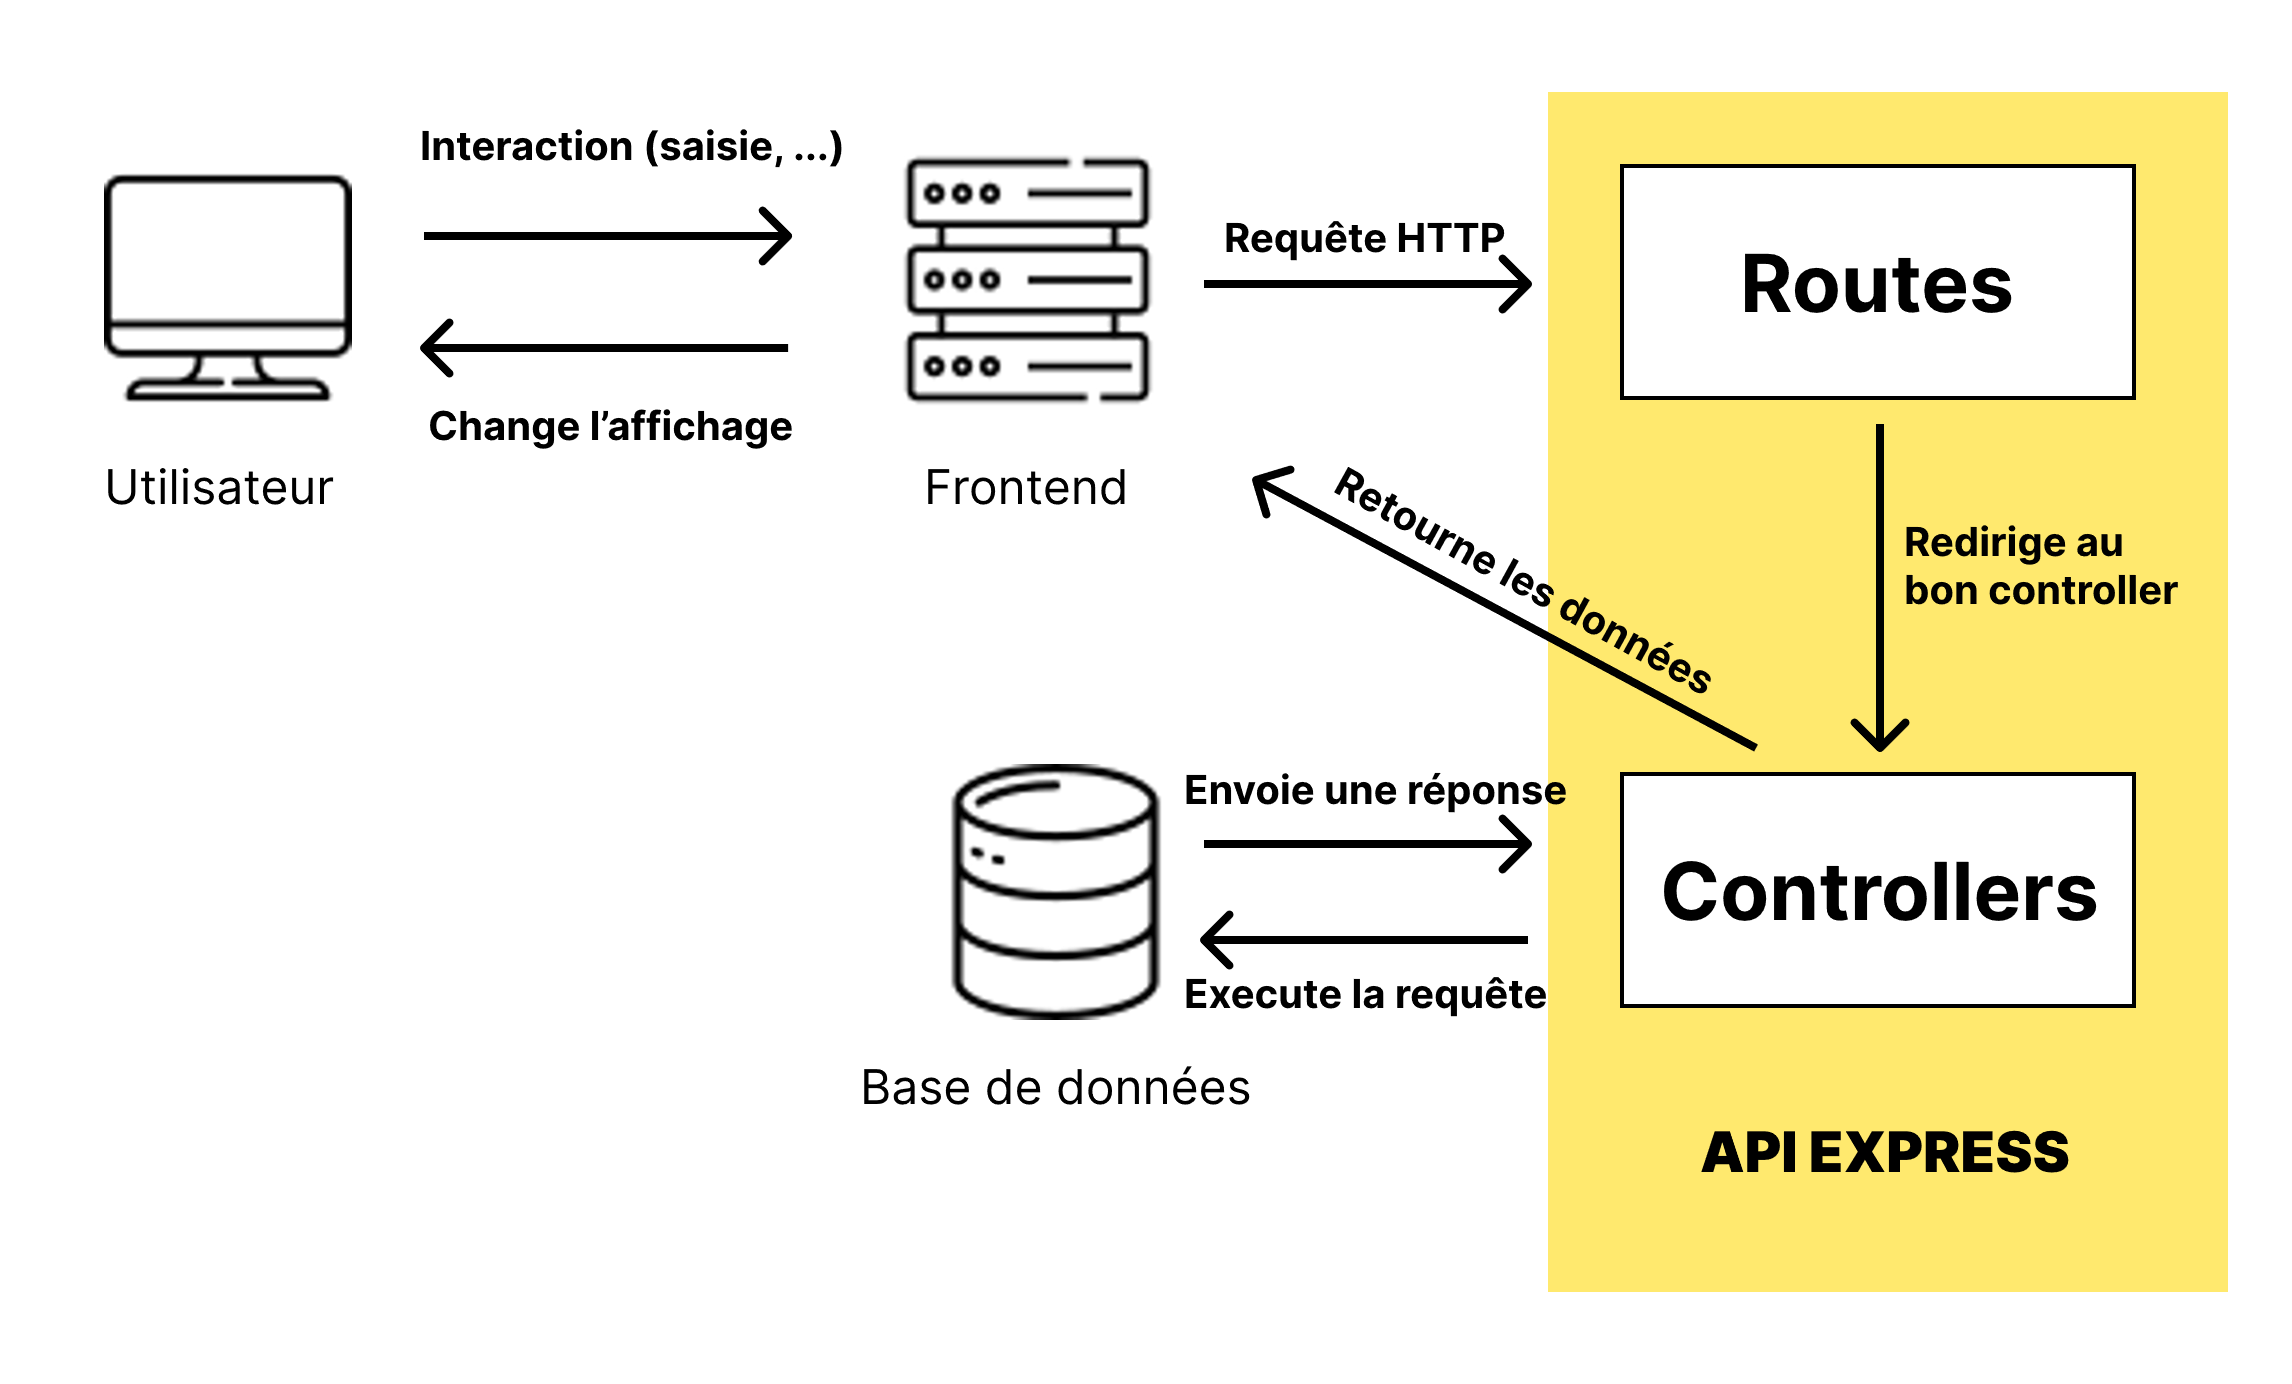 Interaction (saisie, ...)
Change l’affichage
Utilisateur
Frontend
Requête HTTP
Routes
Redirige au
bon controller
Retourne les données
Envoie une réponse
Execute la requête
Base de données
Controllers
API EXPRESS